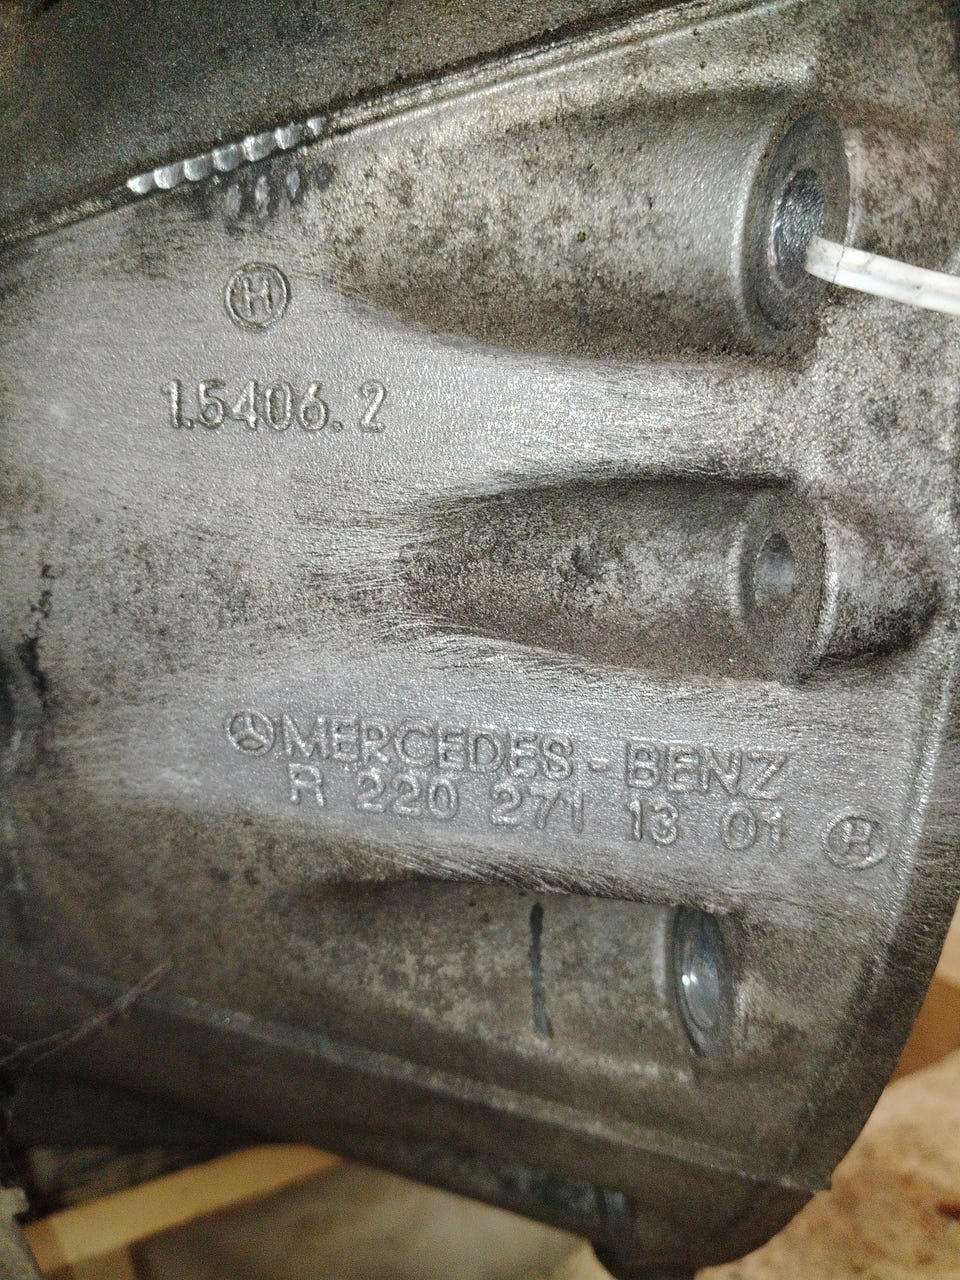 H
1.5406.2
MERCEDES-BENZ
R 220 271 13 01 H